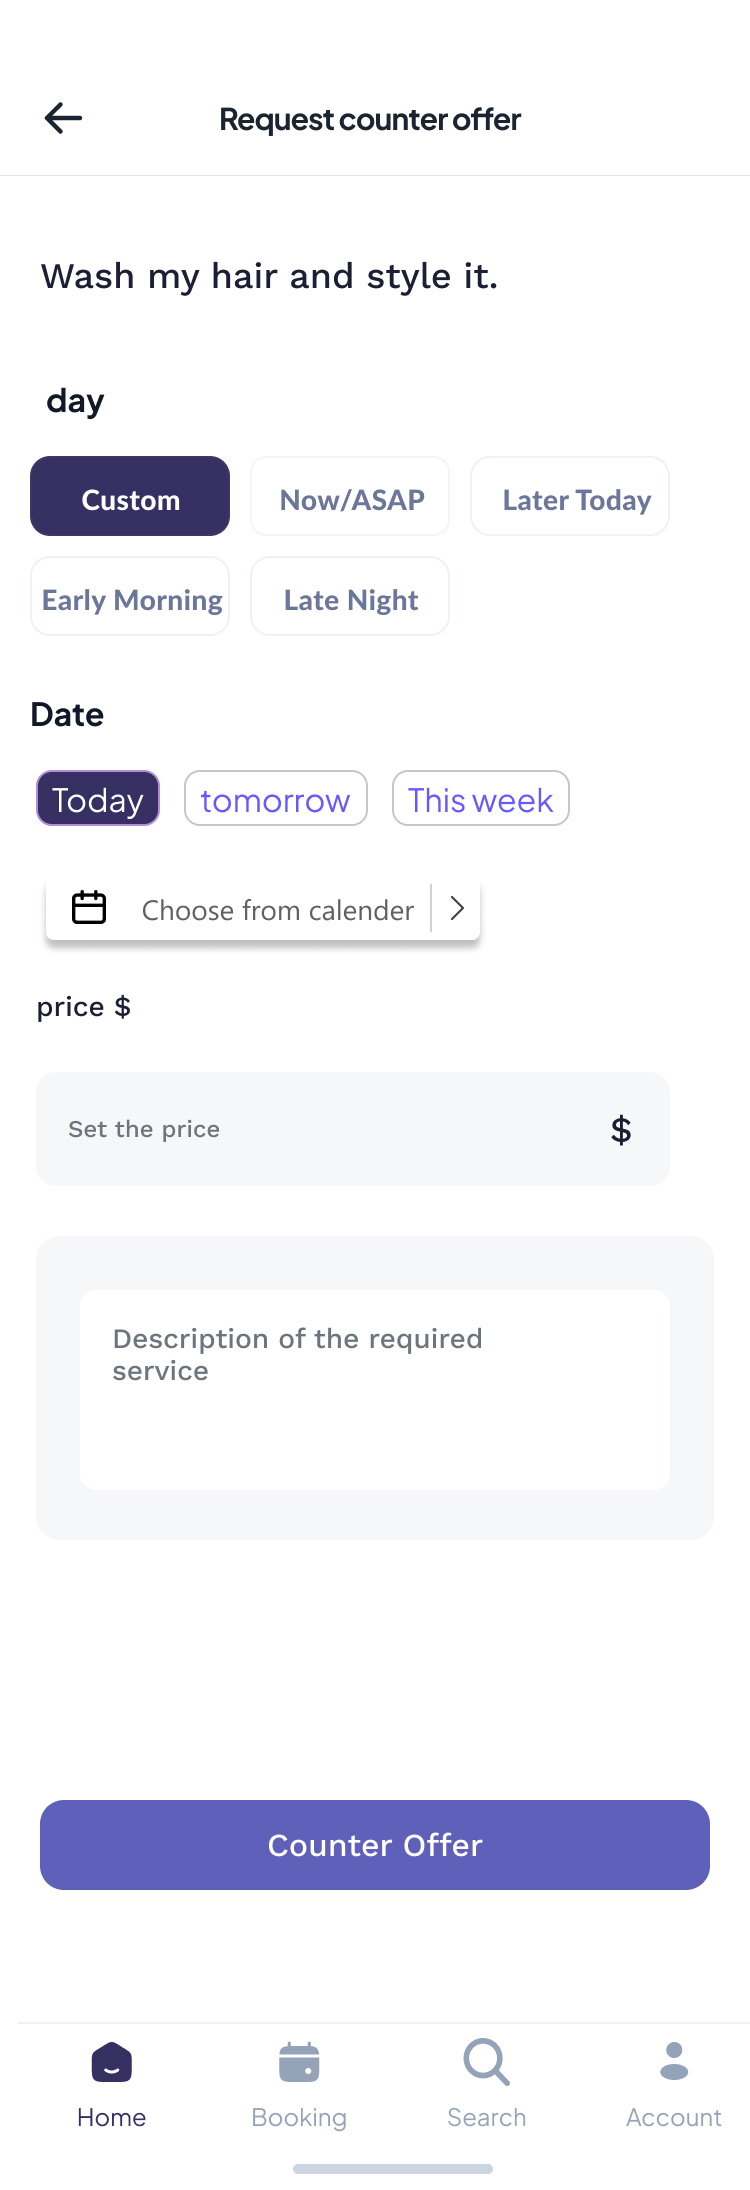 Request counter offer
Wash my hair and style it.
day
Custom
Now/ASAP
Later Today
Early Morning
Late Night
Date
Today
tomorrow
This week
Choose from calender
price $
Set the price
$
Description of the required
service
Counter Offer
Home
Booking
Search
Account